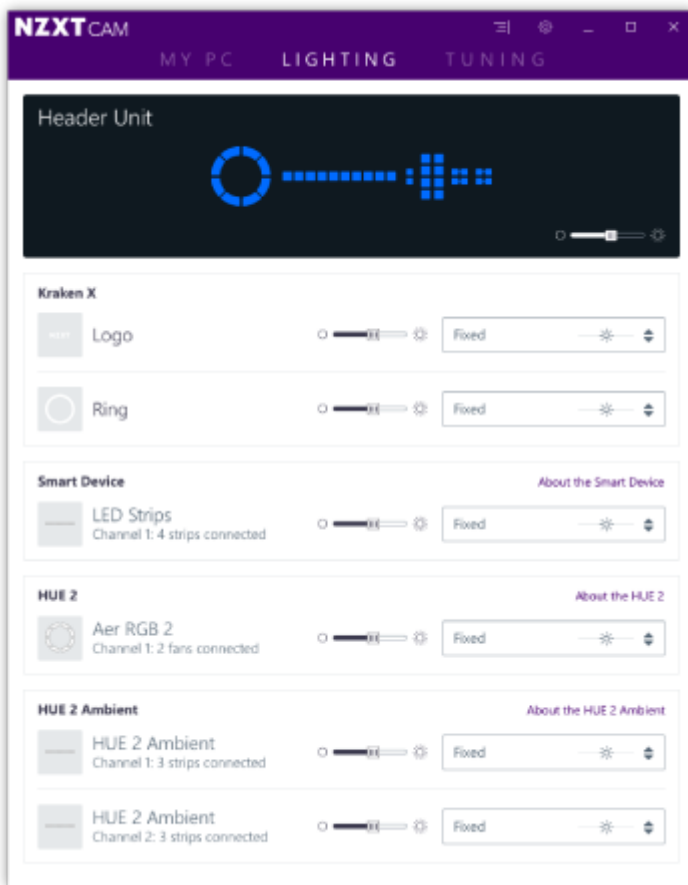 NZXT CAM
MY PC LIGHTING TUNING
Header Unit
Kraken X
NZXT
Logo
Fixed
Ring
Fixed
Smart Device
About the Smart Device
LED Strips
Fixed
Channel 1: 4 strips connected
HUE 2
About the HUE 2
Aer RGB 2
Fixed
Channel 1: 2 fans connected
HUE 2 Ambient
About the HUE 2 Ambient
HUE 2 Ambient
Fixed
Channel 1: 3 strips connected
HUE 2 Ambient
Fixed
Channel 2: 3 strips connected